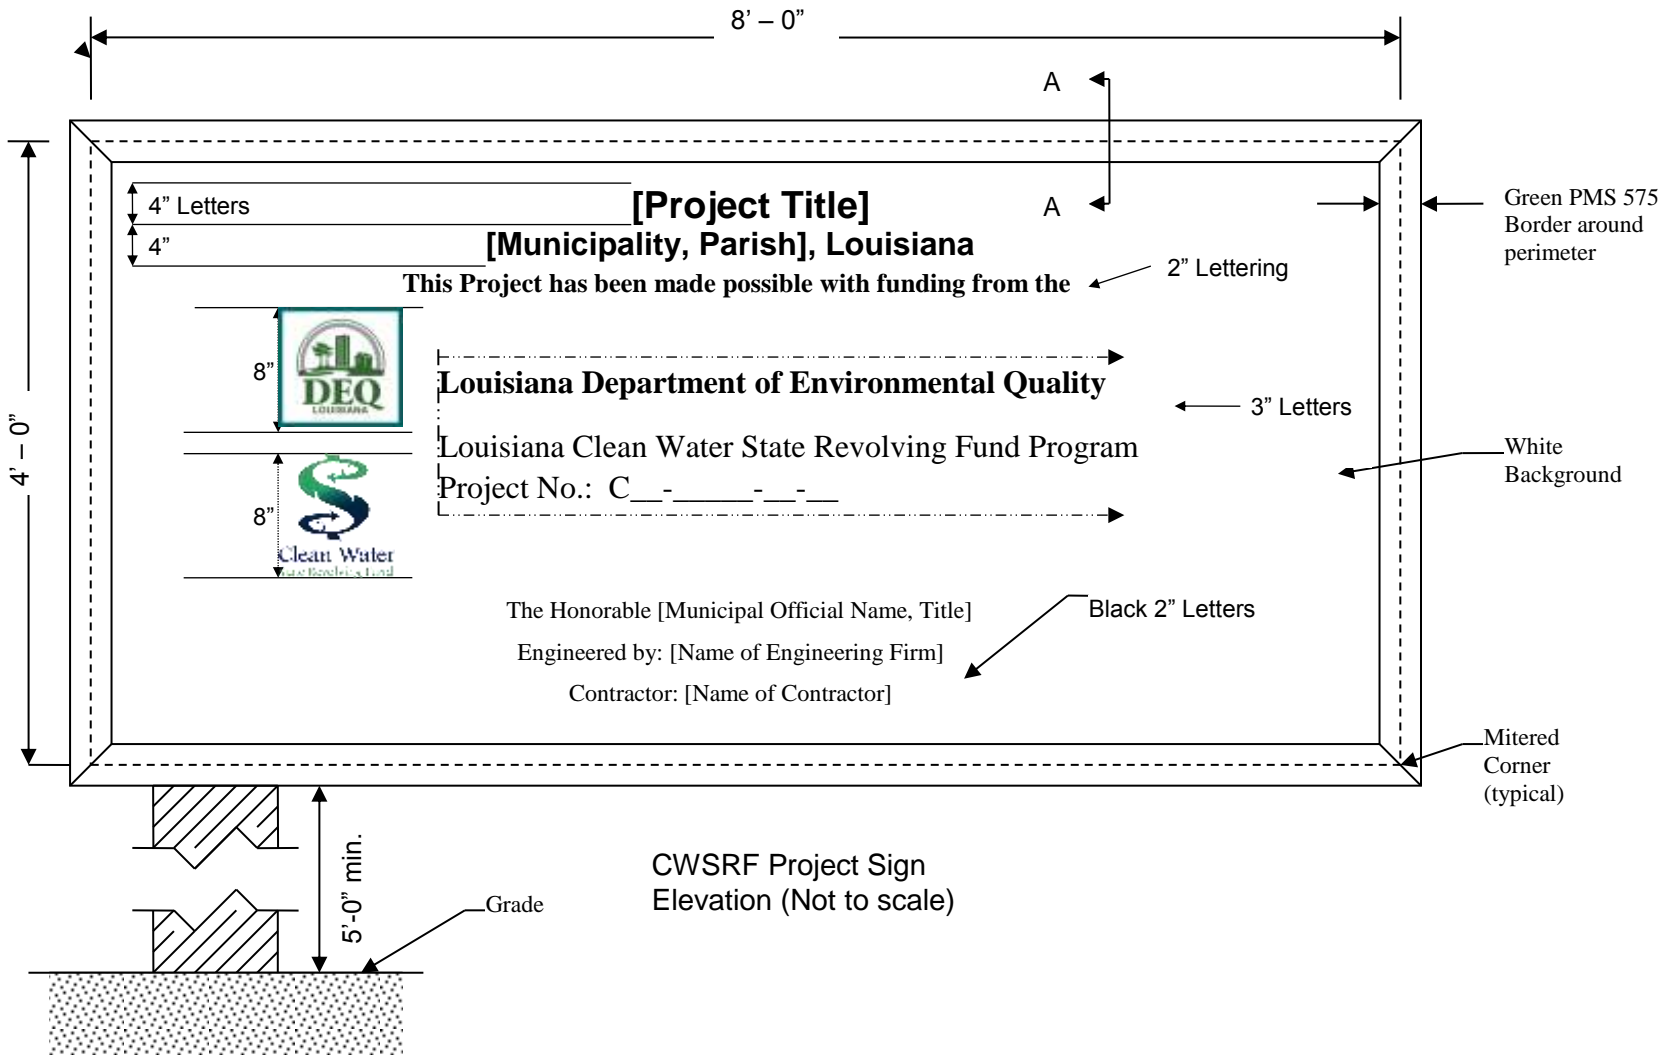 8’ – 0”
A
4” Letters
[Project Title]
A
Green PMS 575
Border around
perimeter
4”
[Municipality, Parish], Louisiana
This Project has been made possible with funding from the
2” Lettering
8”
DEQ
LOUISIANA
Louisiana Department of Environmental Quality
3” Letters
4’ – 0”
Louisiana Clean Water State Revolving Fund Program
White
Background
Project No.: C__-_____-__-__
8”
Clean Water
State Revolving Fund
The Honorable [Municipal Official Name, Title]
Black 2” Letters
Engineered by: [Name of Engineering Firm]
Contractor: [Name of Contractor]
Mitered
Corner
(typical)
5’-0” min.
CWSRF Project Sign
Elevation (Not to scale)
Grade